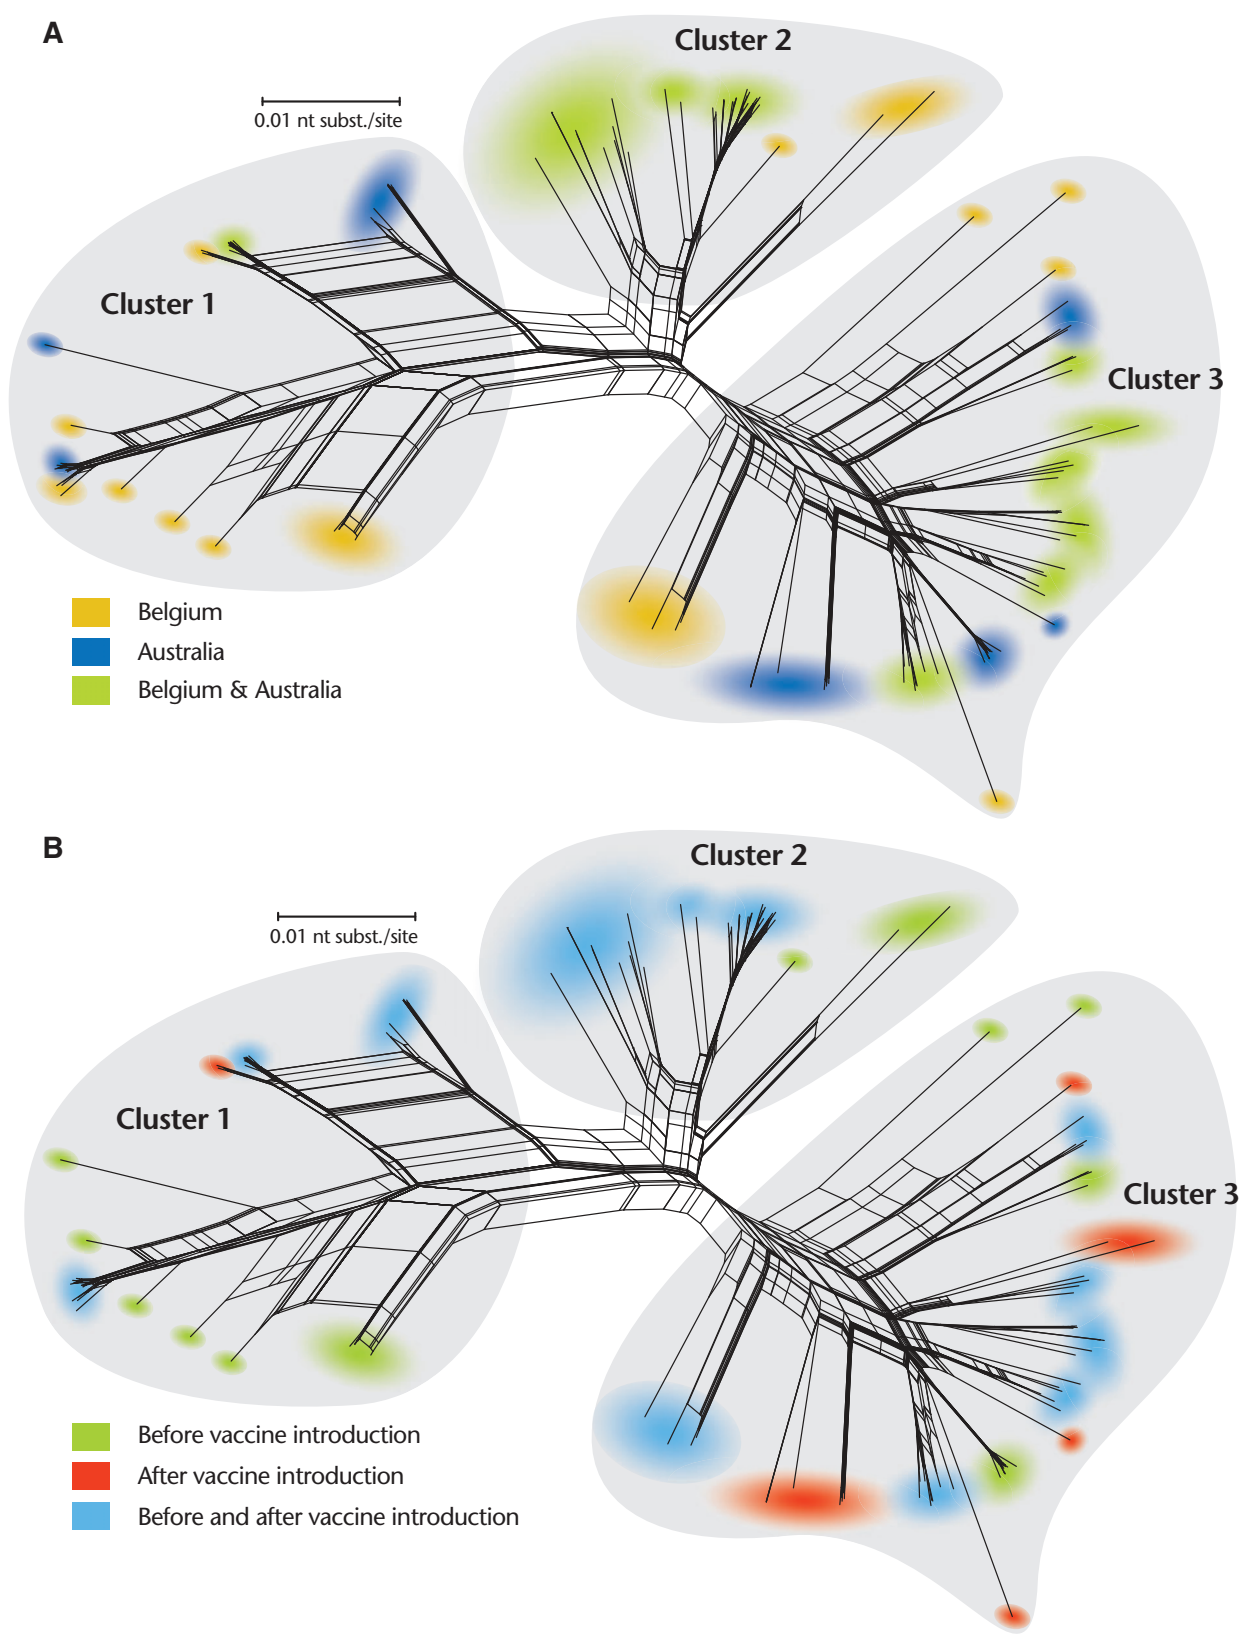 A
Cluster 2
0.01 nt subst./site
Cluster 1
Cluster 3
Belgium
Australia
Belgium & Australia
B
Cluster 2
0.01 nt subst./site
Cluster 1
Cluster 3
Before vaccine introduction
After vaccine introduction
Before and after vaccine introduction